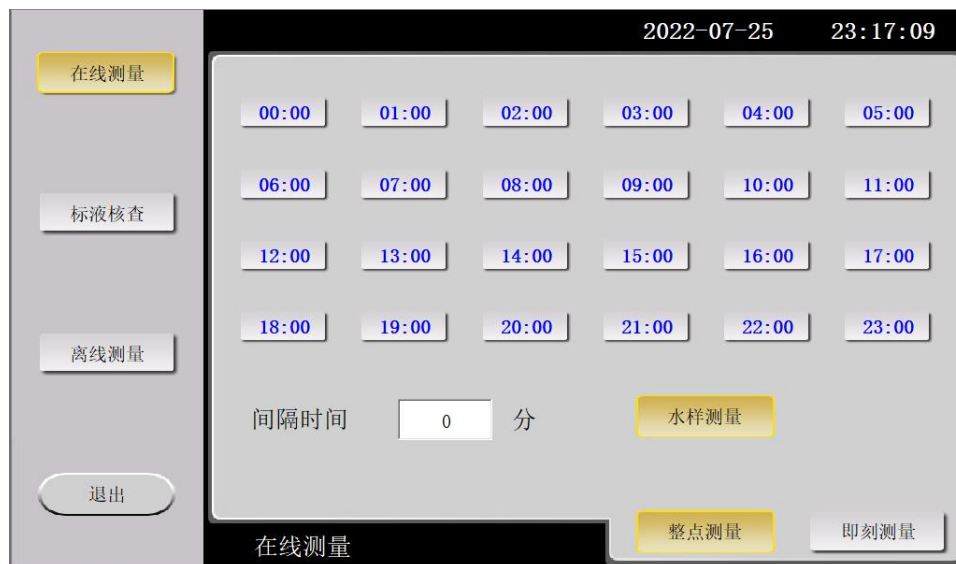 2022-07-25 23:17:09
在线测量
00:00 01:00 02:00 03:00 04:00 05:00
06:00 07:00 08:00 09:00 10:00 11:00
标液核查
12:00 13:00 14:00 15:00 16:00 17:00
18:00 19:00 20:00 21:00 22:00 23:00
离线测量
间隔时间 0 分 水样测量
退出
在线测量 整点测量 即刻测量